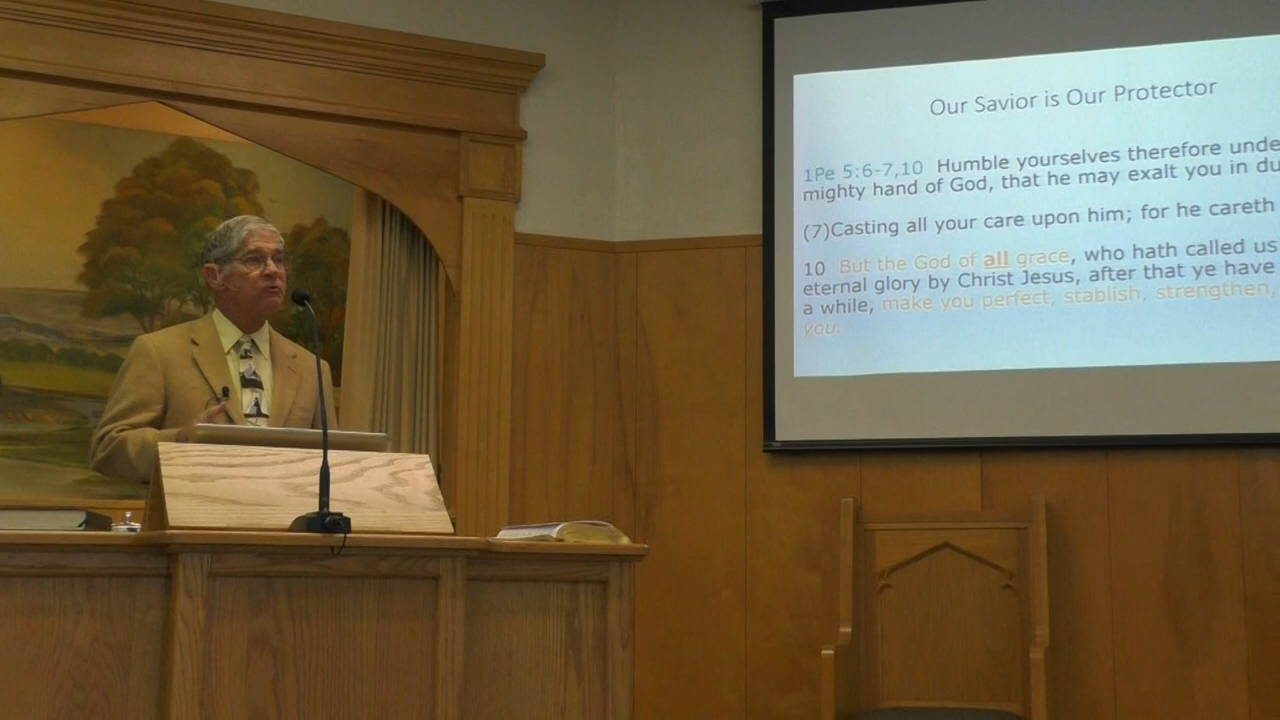 Our Savior is Our Protector
1Pe 5:6-7,10 Humble yourselves therefore unde
mighty hand of God, that he may exalt you in du
(7)Casting all your care upon him; for he careth
10 But the God of all grace, who hath called us
eternal glory by Christ Jesus, after that ye have
a while, make you perfect, stablish, strengthen,
you.